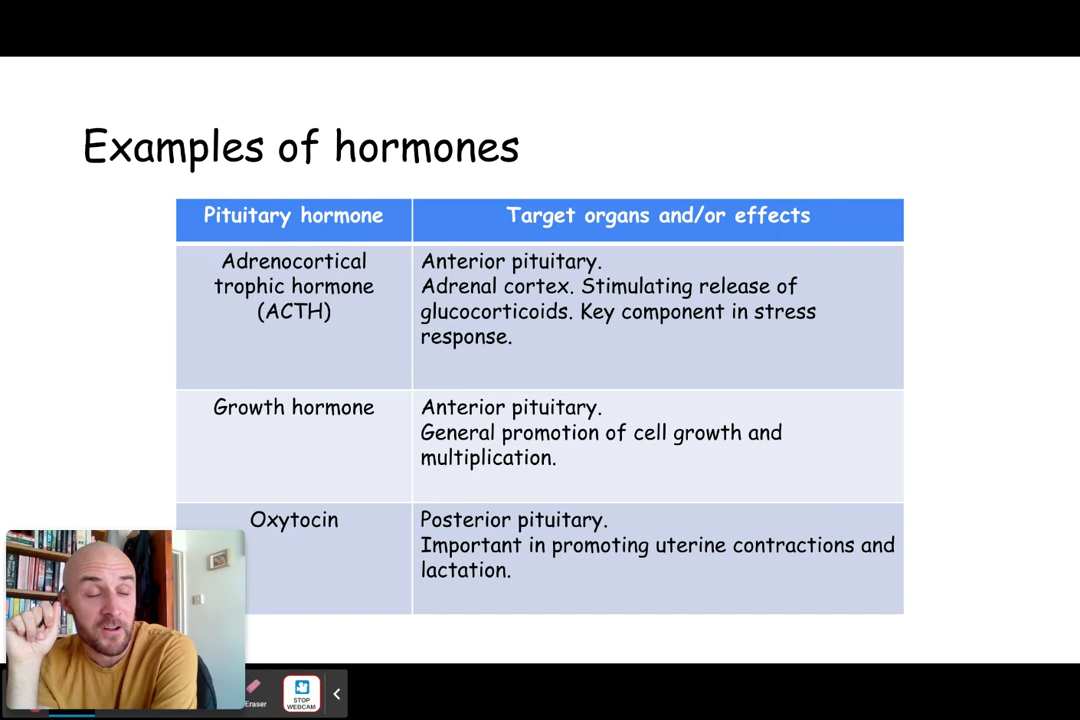 Examples of hormones
Pituitary hormone
Target organs and/or effects
Adrenocortical
trophic hormone
(ACTH)
Anterior pituitary.
Adrenal cortex. Stimulating release of
glucocorticoids. Key component in stress
response.
Growth hormone
Anterior pituitary.
General promotion of cell growth and
multiplication.
Oxytocin
Posterior pituitary.
Important in promoting uterine contractions and
lactation.
Eraser
STOP
WEBCAM